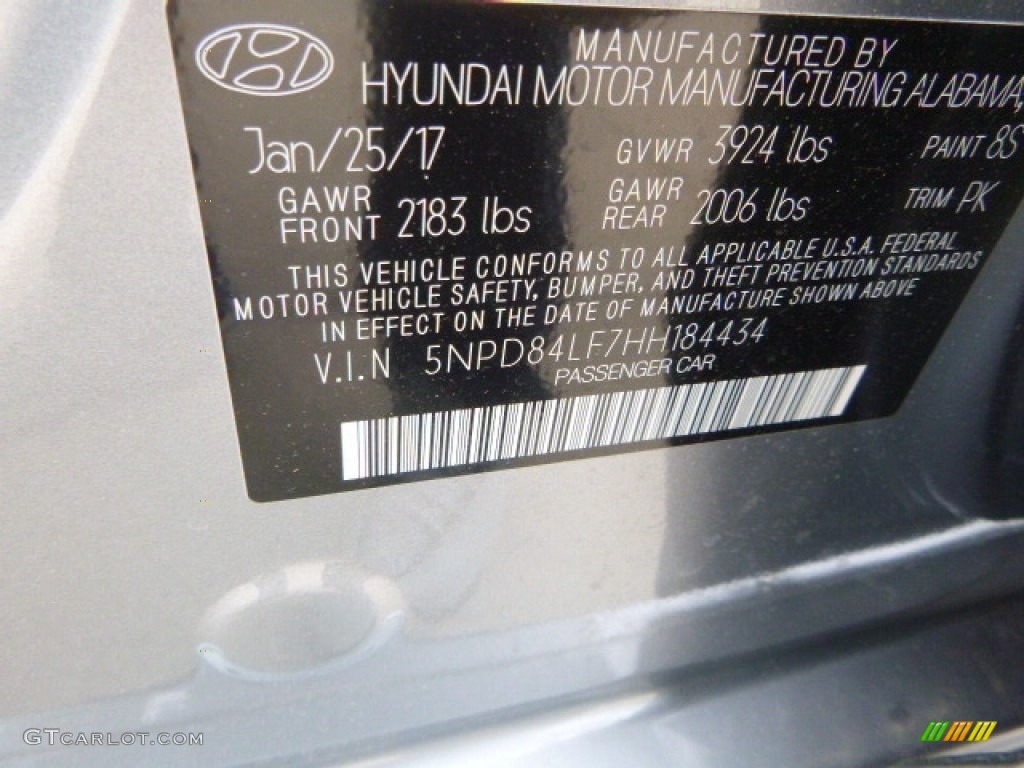 MANUFACTURED BY
HYUNDAI MOTOR MANUFACTURING ALABAMA,
Jan/25/17 GVWR 3924 lbs PAINT 8S
GAWR FRONT 2183 lbs GAWR REAR 2006 lbs TRIM PK
THIS VEHICLE CONFORMS TO ALL APPLICABLE U.S.A. FEDERAL
MOTOR VEHICLE SAFETY, BUMPER, AND THEFT PREVENTION STANDARDS
IN EFFECT ON THE DATE OF MANUFACTURE SHOWN ABOVE
V.I.N 5NPD84LF7HH184434
PASSENGER CAR
GTCARLOT.COM